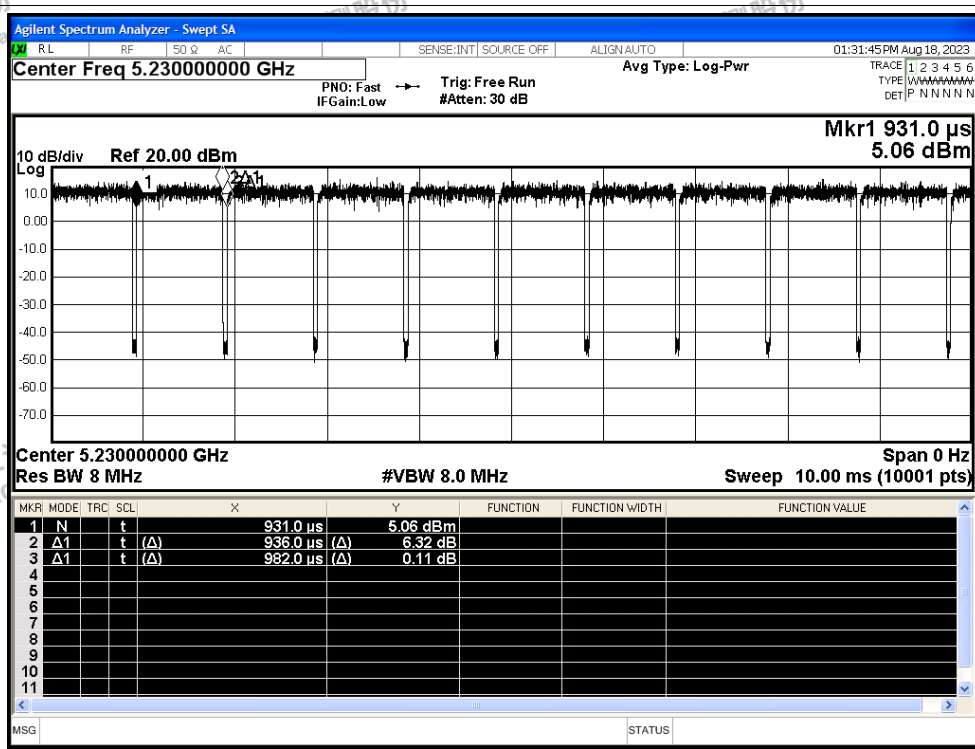 Agilent Spectrum Analyzer - Swept SA
LXI RL RF 50 Ω AC SENSE:INT SOURCE OFF ALIGNAUTO 01:31:45 PM Aug 18, 2023
Center Freq 5.230000000 GHz
PNO: Fast
IFGain:Low
Trig: Free Run
#Atten: 30 dB
Avg Type: Log-Pwr
TRACE 1 2 3 4 5 6
TYPE W
DET P N N N N N
Mkr1 931.0 µs
5.06 dBm
10 dB/div Ref 20.00 dBm
Log
10.0
0.00
-10.0
-20.0
-30.0
-40.0
-50.0
-60.0
-70.0
1
Center 5.230000000 GHz Span 0 Hz
Res BW 8 MHz #VBW 8.0 MHz Sweep 10.00 ms (10001 pts)
MKR MODE TRC SCL X Y FUNCTION FUNCTION WIDTH FUNCTION VALUE
1 N t 931.0 µs 5.06 dBm
2 Δ1 t (Δ) 936.0 µs (Δ) 6.32 dB
3 Δ1 t (Δ) 982.0 µs (Δ) 0.11 dB
4
5
6
7
8
9
10
11
MSG STATUS